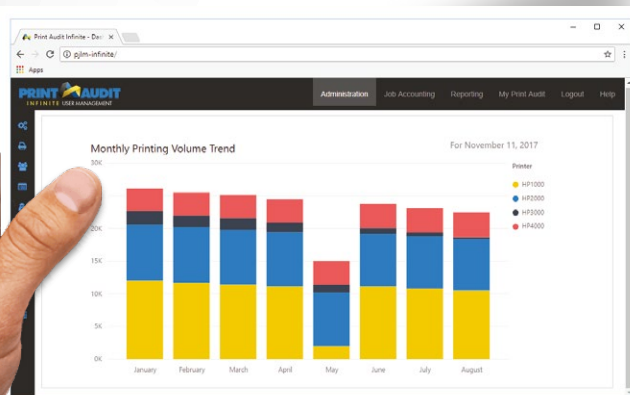 Print Audit Infinite - Das
pjlm-infinite/
Apps
PRINT AUDIT
INFINITE USER MANAGEMENT
Administration Job Accounting Reporting My Print Audit Logout Help
Monthly Printing Volume Trend
For November 11, 2017
Printer
HP1000
HP2000
HP3000
HP4000
30K
20K
15K
10K
5K
0K
January February March April May June July August